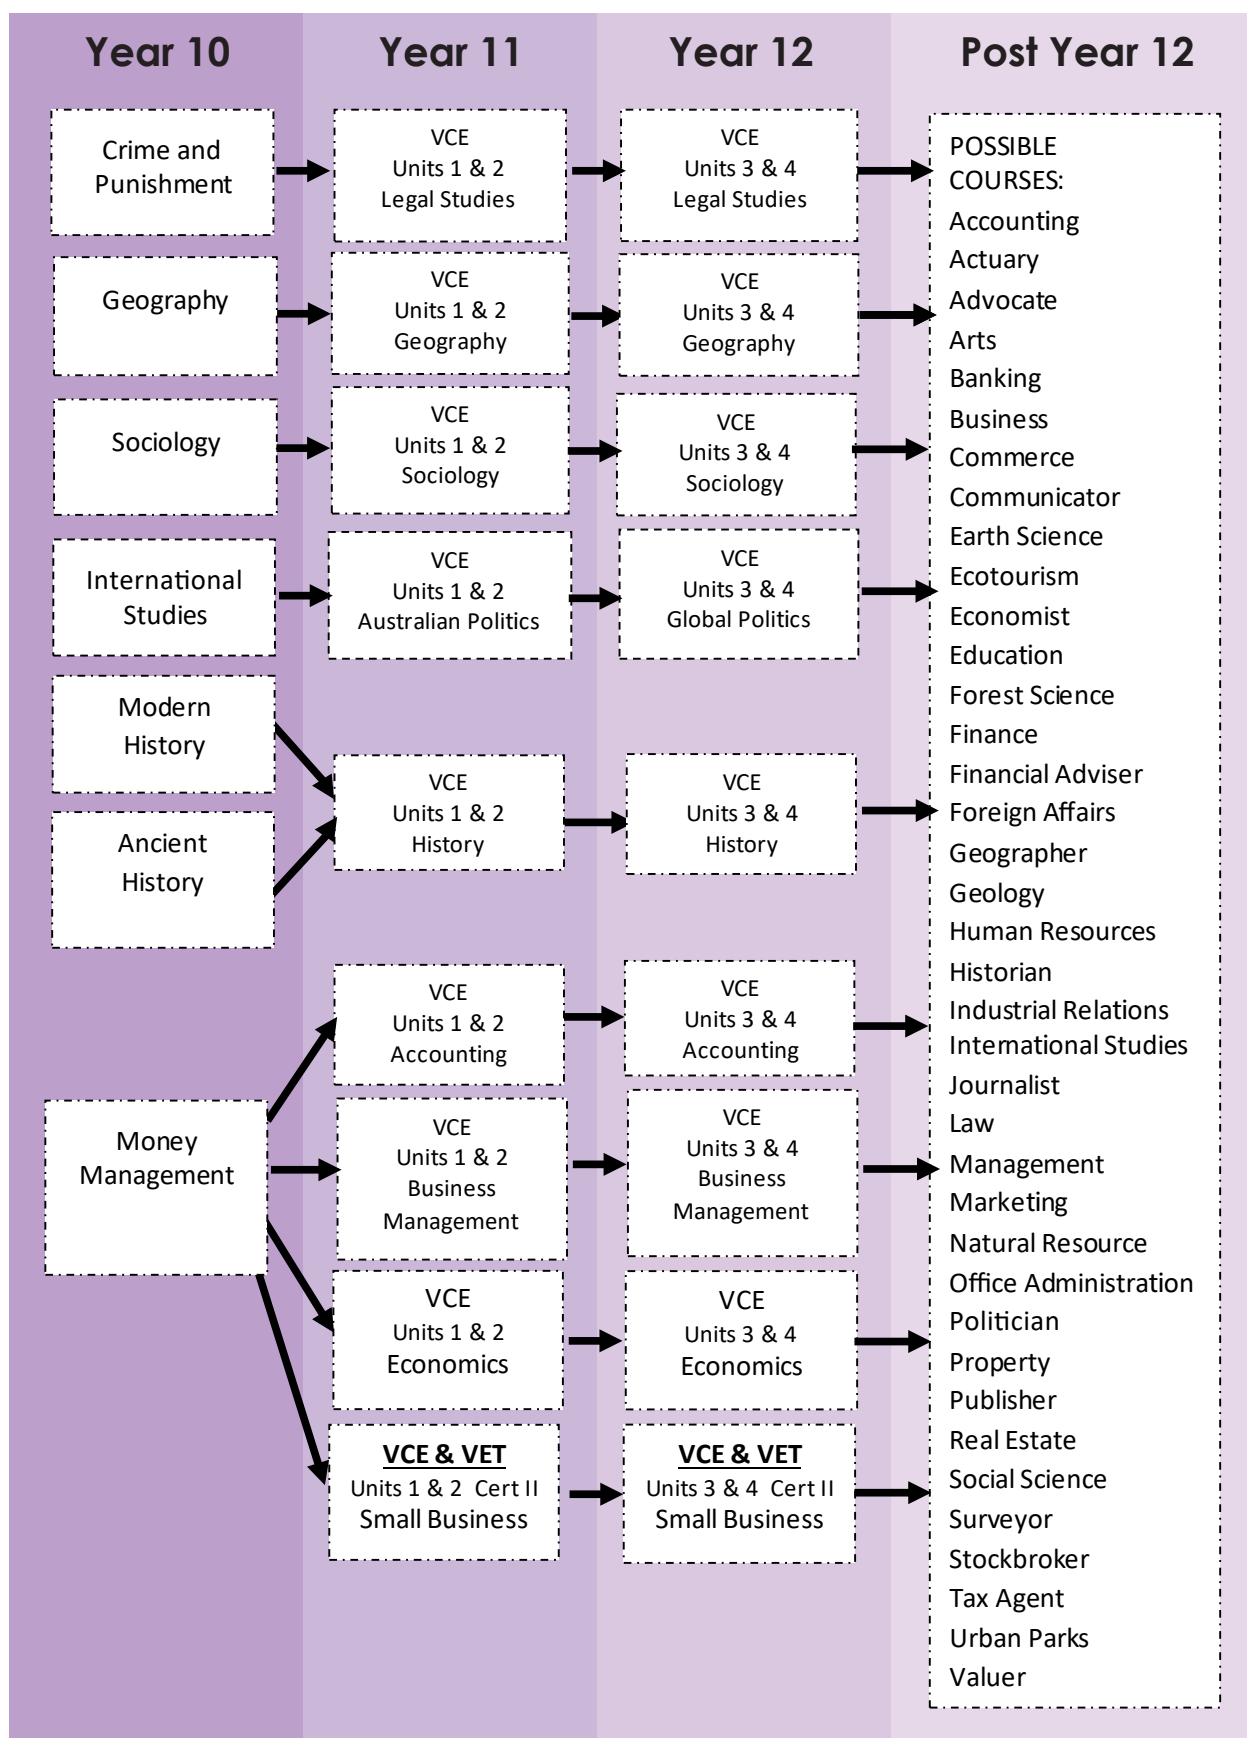 Year 10
Year 11
Year 12
Post Year 12
Crime and
Punishment
VCE
Units 1 & 2
Legal Studies
VCE
Units 3 & 4
Legal Studies
Geography
VCE
Units 1 & 2
Geography
VCE
Units 3 & 4
Geography
Sociology
VCE
Units 1 & 2
Sociology
VCE
Units 3 & 4
Sociology
International
Studies
VCE
Units 1 & 2
Australian Politics
VCE
Units 3 & 4
Global Politics
Modern
History
Ancient
History
VCE
Units 1 & 2
History
VCE
Units 3 & 4
History
Money
Management
VCE
Units 1 & 2
Accounting
VCE
Units 3 & 4
Accounting
VCE
Units 1 & 2
Business
Management
VCE
Units 3 & 4
Business
Management
VCE
Units 1 & 2
Economics
VCE
Units 3 & 4
Economics
VCE & VET
Units 1 & 2 Cert II
Small Business
VCE & VET
Units 3 & 4 Cert II
Small Business
POSSIBLE
COURSES:
Accounting
Actuary
Advocate
Arts
Banking
Business
Commerce
Communicator
Earth Science
Ecotourism
Economist
Education
Forest Science
Finance
Financial Adviser
Foreign Affairs
Geographer
Geology
Human Resources
Historian
Industrial Relations
International Studies
Journalist
Law
Management
Marketing
Natural Resource
Office Administration
Politician
Property
Publisher
Real Estate
Social Science
Surveyor
Stockbroker
Tax Agent
Urban Parks
Valuer